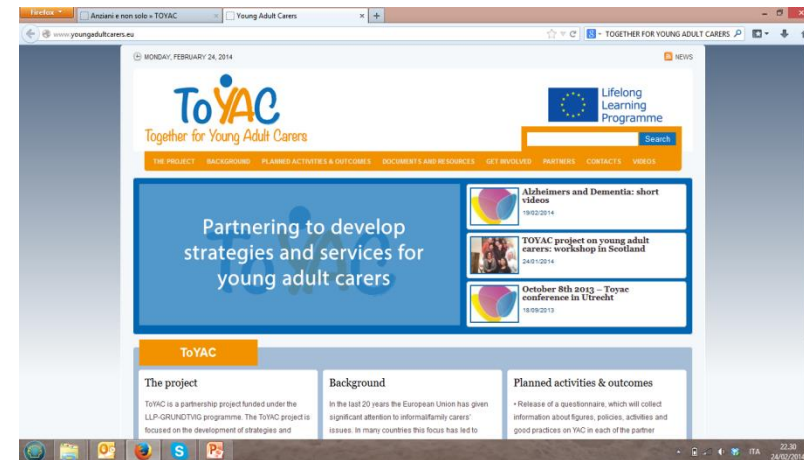 Firefox
Anziani e non solo » TOYAC
Young Adult Carers
www.youngadultcarers.eu
TOGETHER FOR YOUNG ADULT CARERS
MONDAY, FEBRUARY 24, 2014
NEWS
ToYAC
Together for Young Adult Carers
Lifelong
Learning
Programme
Search
THE PROJECT BACKGROUND PLANNED ACTIVITIES & OUTCOMES DOCUMENTS AND RESOURCES GET INVOLVED PARTNERS CONTACTS VIDEOS
Partnering to develop
strategies and services for
young adult carers
Alzheimers and Dementia: short
videos
19/02/2014
TOYAC project on young adult
carers: workshop in Scotland
24/01/2014
October 8th 2013 – Toyac
conference in Utrecht
18/09/2013
ToYAC
The project
ToYAC is a partnership project funded under the
LLP-GRUNDTVIG programme. The ToYAC project is
focused on the development of strategies and
Background
In the last 20 years the European Union has given
significant attention to informal/family carers'
issues. In many countries this focus has led to
Planned activities & outcomes
• Release of a questionnaire, which will collect
information about figures, policies, activities and
good practices on YAC in each of the partner
ITA
22.30
24/02/2014